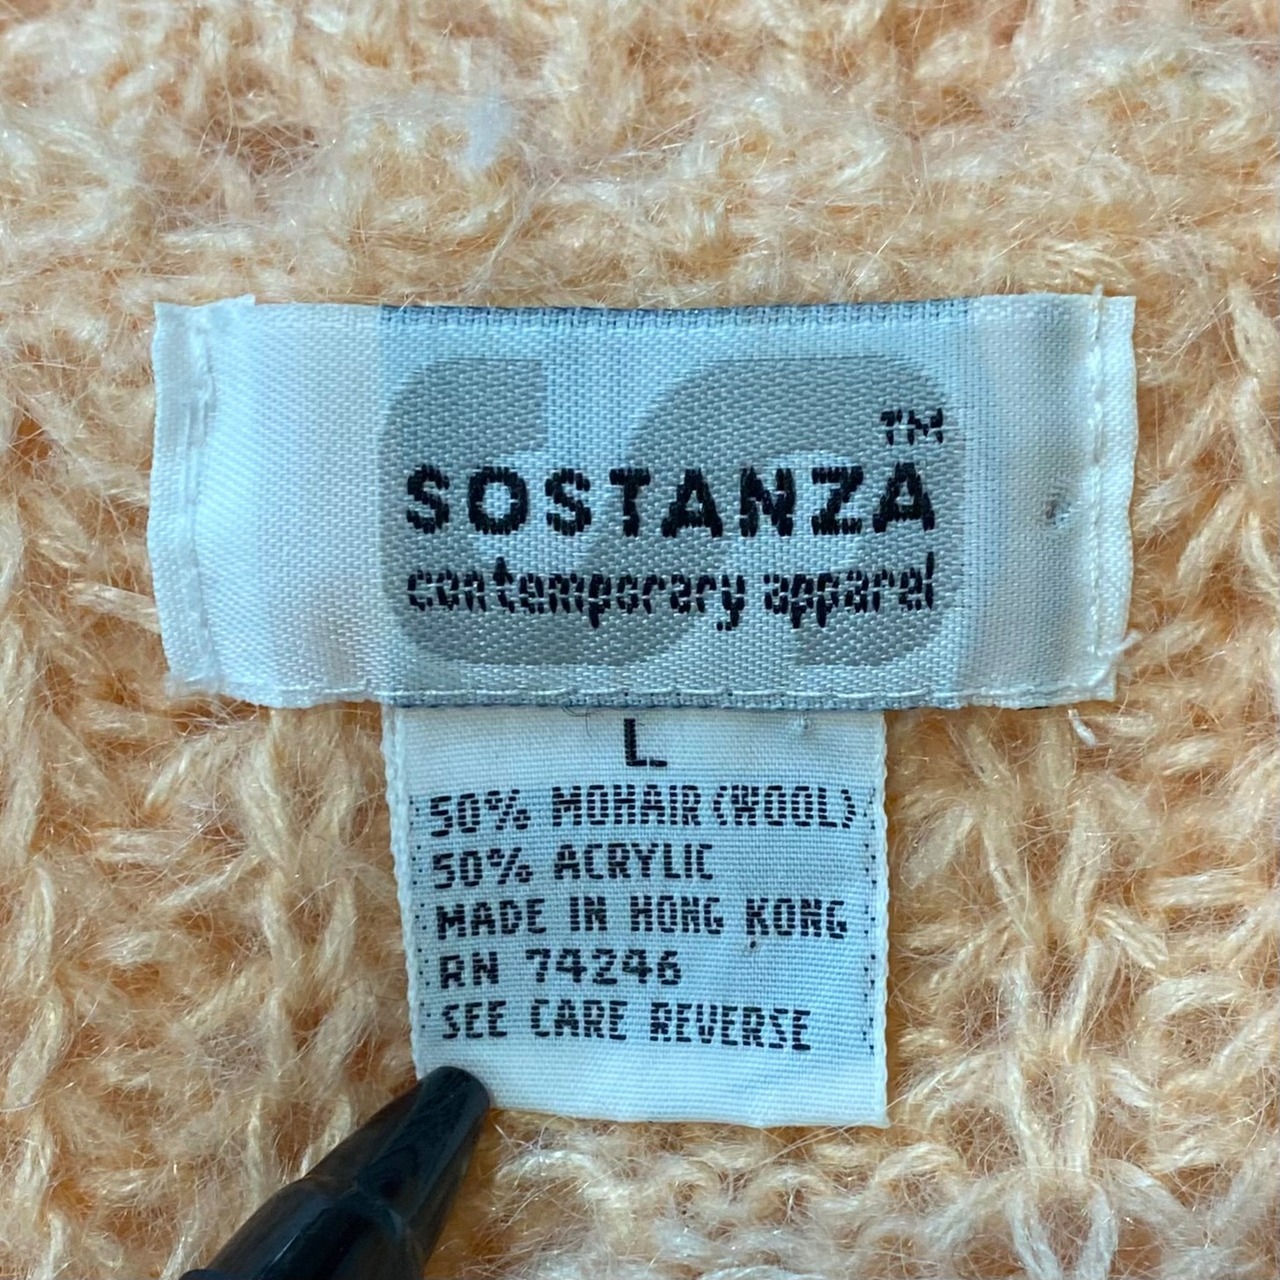 TM
SOSTANZA
contemporary apparel
L
50% MOHAIR (WOOL)
50% ACRYLIC
MADE IN HONG KONG
RN 74246
SEE CARE REVERSE